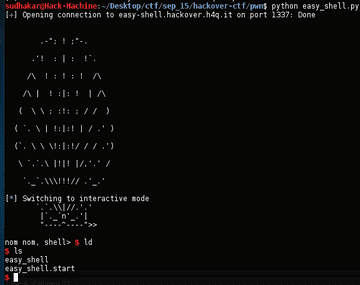 sudhakar@Hack-Machine:~/Desktop/ctf/sep_15/hackover-ctf/pwn$ python easy_shell.py
[+] Opening connection to easy-shell.hackover.h4q.it on port 1337: Done
.-"; ! ;"-.
.'!  : | :  !`.
/\  ! : ! : !  /\
/\ |  ! :|: !  | /\
(  \ \ ; :!: ; / /  )
( `. \ | !:|:! | / .' )
(`. \ \ \!:|:!/ / / .')
\ `.`.\ |!|! |/,'.' /
`._`.\\\!!!// .'_.'
[*] Switching to interactive mode
`.`.\\|//.'.'
|`._`n'_.'|
"----^----">>
nom nom, shell> $ ld
$ ls
easy_shell
easy_shell.start
$